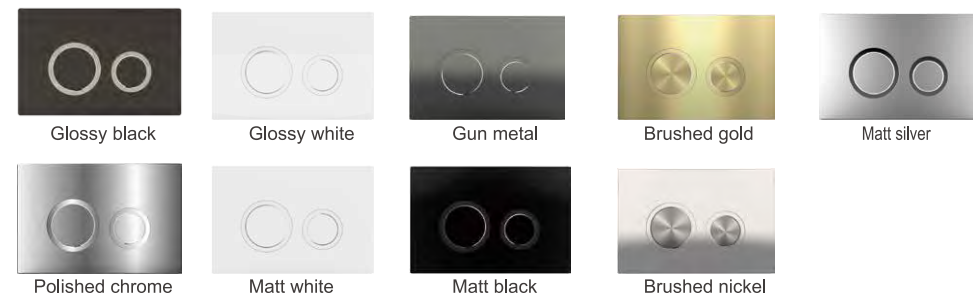 Glossy black
Glossy white
Gun metal
Brushed gold
Matt silver
Polished chrome
Matt white
Matt black
Brushed nickel